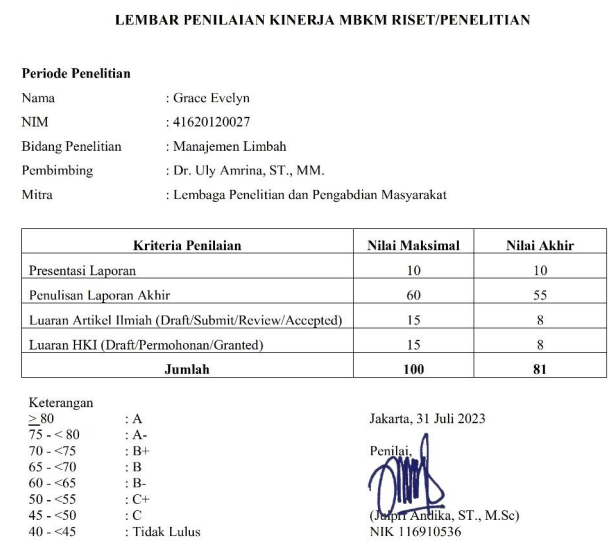 LEMBAR PENILAIAN KINERJA MBKM RISET/PENELITIAN
Periode Penelitian
Nama : Grace Evelyn
NIM : 41620120027
Bidang Penelitian : Manajemen Limbah
Pembimbing : Dr. Uly Amrina, ST., MM.
Mitra : Lembaga Penelitian dan Pengabdian Masyarakat
Kriteria Penilaian Nilai Maksimal Nilai Akhir
Presentasi Laporan 10 10
Penulisan Laporan Akhir 60 55
Luaran Artikel Ilmiah (Draft/Submit/Review/Accepted) 15 8
Luaran HKI (Draft/Permohonan/Granted) 15 8
Jumlah 100 81
Keterangan
≥ 80 : A
75 - < 80 : A-
70 - <75 : B+
65 - <70 : B
60 - <65 : B-
50 - <55 : C+
45 - <50 : C
40 - <45 : Tidak Lulus
Jakarta, 31 Juli 2023
Penilai,
(Julpri Andika, ST., M.Sc)
NIK 116910536